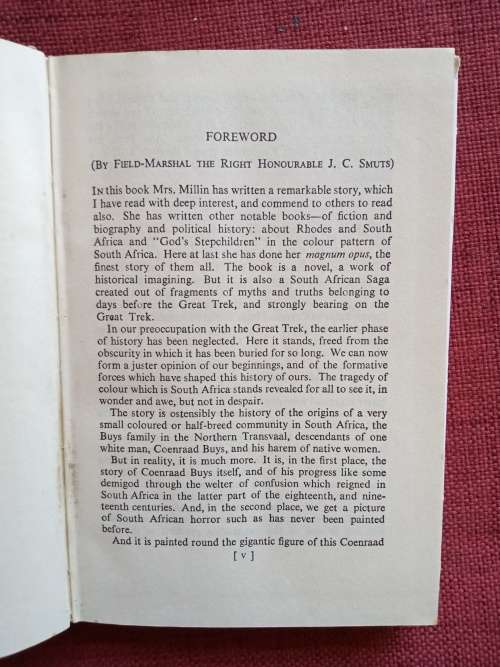 FOREWORD
(By Field-Marshal the Right Honourable J. C. Smuts)
In this book Mrs. Millin has written a remarkable story, which
I have read with deep interest, and commend to others to read
also. She has written other notable books—of fiction and
biography and political history: about Rhodes and South
Africa and "God's Stepchildren" in the colour pattern of
South Africa. Here at last she has done her magnum opus, the
finest story of them all. The book is a novel, a work of
historical imagining. But it is also a South African Saga
created out of fragments of myths and truths belonging to
days before the Great Trek, and strongly bearing on the
Great Trek.
In our preoccupation with the Great Trek, the earlier phase
of history has been neglected. Here it stands, freed from the
obscurity in which it has been buried for so long. We can now
form a juster opinion of our beginnings, and of the formative
forces which have shaped this history of ours. The tragedy of
colour which is South Africa stands revealed for all to see it, in
wonder and awe, but not in despair.
The story is ostensibly the history of the origins of a very
small coloured or half-breed community in South Africa, the
Buys family in the Northern Transvaal, descendants of one
white man, Coenraad Buys, and his harem of native women.
But in reality, it is much more. It is, in the first place, the
story of Coenraad Buys itself, and of his progress like some
demigod through the welter of confusion which reigned in
South Africa in the latter part of the eighteenth, and nine-
teenth centuries. And, in the second place, we get a picture
of South African horror such as has never been painted
before.
And it is painted round the gigantic figure of this Coenraad
[ v ]